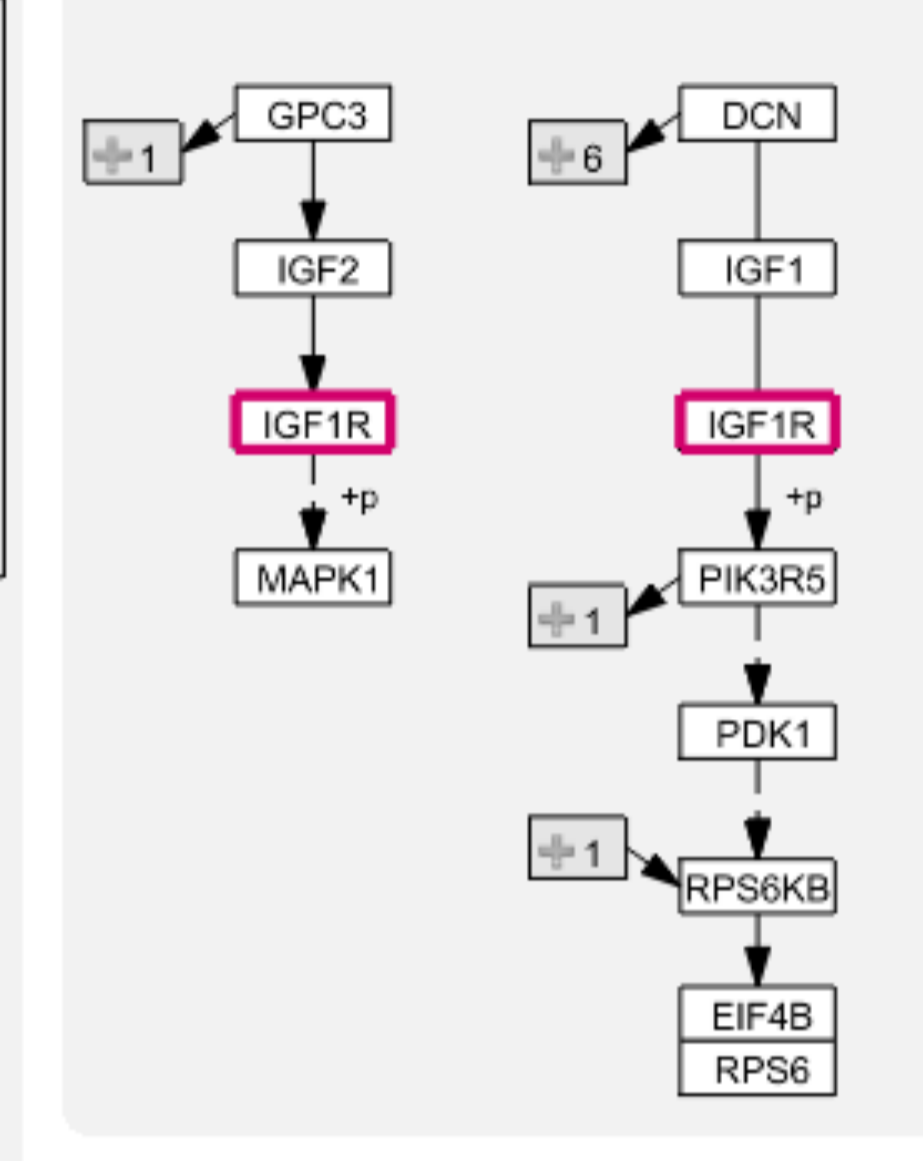 GPC3
1
IGF2
IGF1R
+p
MAPK1
DCN
6
IGF1
IGF1R
+p
PIK3R5
1
PDK1
1
RPS6KB
EIF4B
RPS6